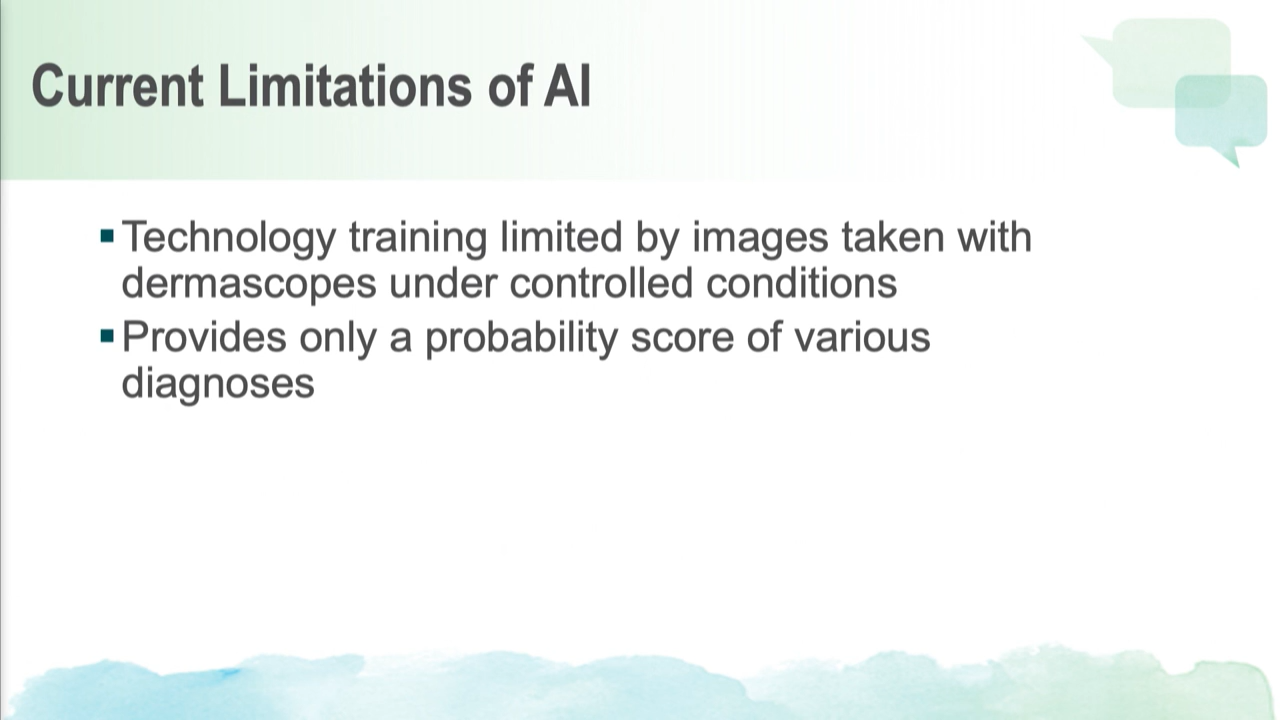 Current Limitations of AI
▪Technology training limited by images taken with
dermascopes under controlled conditions
▪Provides only a probability score of various
diagnoses